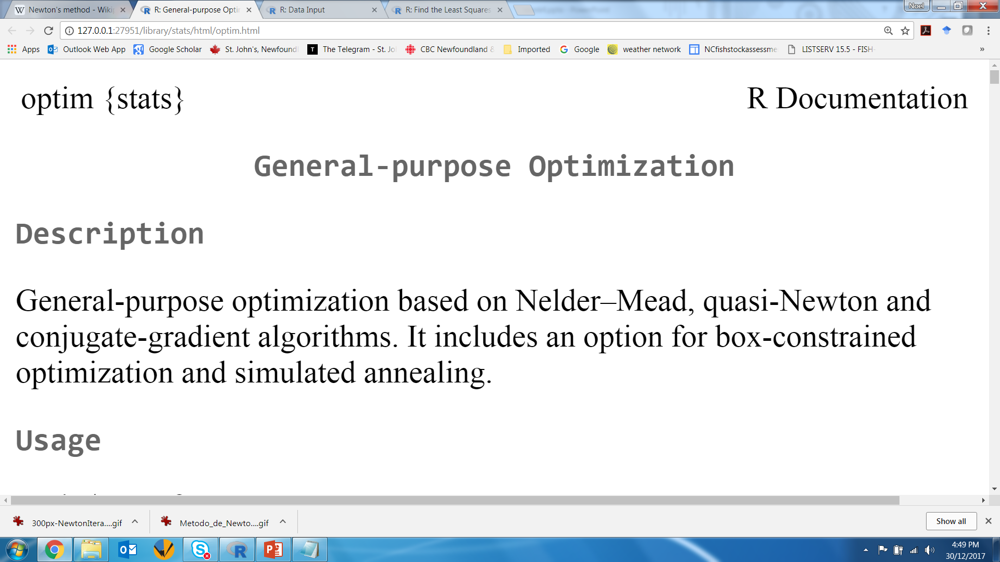 Newton's method - Wiki
R: General-purpose Opti
R: Data Input
R: Find the Least Squares
Noel
127.0.0.1:27951/library/stats/html/optim.html
Apps
Outlook Web App
Google Scholar
St. John's, Newfoundl
The Telegram - St. Jo
CBC Newfoundland &
Imported
Google
weather network
NCfishstockassessme
LISTSERV 15.5 - FISH-
»
optim {stats}
R Documentation
General-purpose Optimization
Description
General-purpose optimization based on Nelder–Mead, quasi-Newton and
conjugate-gradient algorithms. It includes an option for box-constrained
optimization and simulated annealing.
Usage
300px-NewtonItera....gif
Metodo_de_Newto....gif
Show all
4:49 PM
30/12/2017